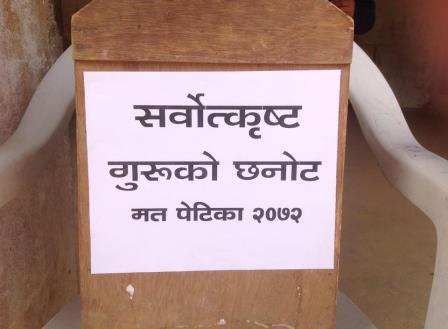 सर्वोत्कृष्ट
गुरूको छनोट
मत पेटिका २०७२